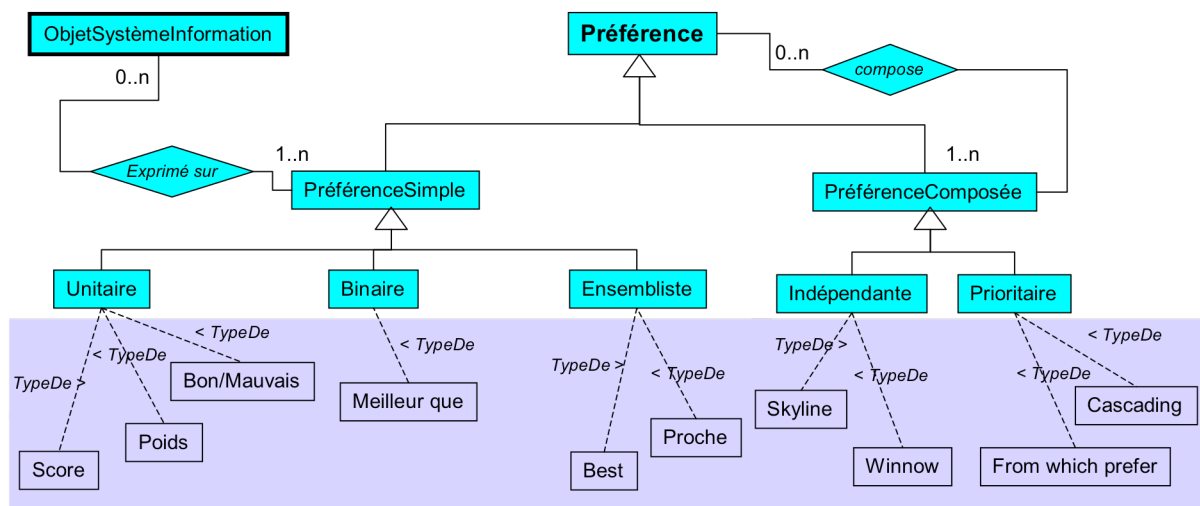 ObjetSystèmeInformation
Préférence
0..n
0..n
compose
Exprimé sur
1..n
1..n
PréférenceSimple
PréférenceComposée
Unitaire
Binaire
Ensembliste
Indépendante
Prioritaire
< TypeDe
< TypeDe
TypeDe >
< TypeDe
TypeDe >
< TypeDe
TypeDe >
< TypeDe
< TypeDe
< TypeDe
Bon/Mauvais
Meilleur que
Skyline
Cascading
Poids
Proche
Score
Best
Winnow
From which prefer